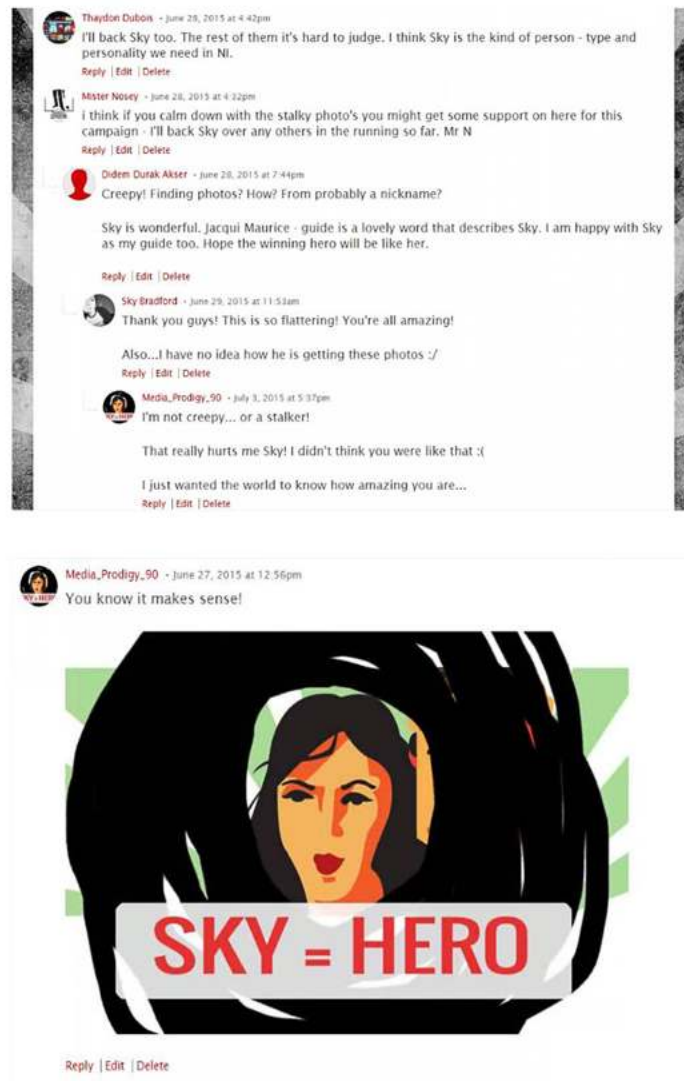 Thaydon Dubois - June 28, 2015 at 4:42pm
I'll back Sky too. The rest of them it's hard to judge. I think Sky is the kind of person - type and
personality we need in NI.
Reply | Edit | Delete
Mister Nosey - June 28, 2015 at 4:32pm
i think if you calm down with the stalky photo's you might get some support on here for this
campaign - I'll back Sky over any others in the running so far. Mr N
Reply | Edit | Delete
Didem Durak Akser - June 28, 2015 at 7:44pm
Creepy! Finding photos? How? From probably a nickname?
Sky is wonderful. Jacqui Maurice - guide is a lovely word that describes Sky. I am happy with Sky
as my guide too. Hope the winning hero will be like her.
Reply | Edit | Delete
Sky Bradford - June 29, 2015 at 11:53am
Thank you guys! This is so flattering! You're all amazing!
Also...I have no idea how he is getting these photos :/
Reply | Edit | Delete
Media_Prodigy_90 - July 3, 2015 at 5:37pm
I'm not creepy... or a stalker!
That really hurts me Sky! I didn't think you were like that :(
I just wanted the world to know how amazing you are...
Reply | Edit | Delete
Media_Prodigy_90 - June 27, 2015 at 12:56pm
You know it makes sense!
SKY = HERO
Reply | Edit | Delete